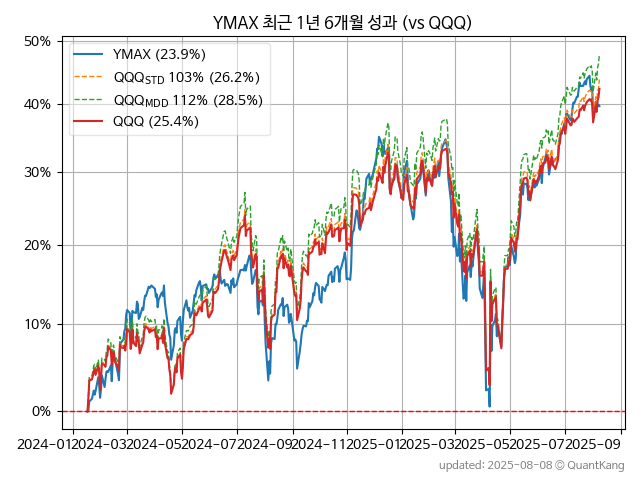 YMAX 최근 1년 6개월 성과 (vs QQQ)
50%
40%
30%
20%
10%
0%
YMAX (23.9%)
QQQSTD 103% (26.2%)
QQQMDD 112% (28.5%)
QQQ (25.4%)
2024-01 2024-03 2024-05 2024-07 2024-09 2024-11 2025-01 2025-03 2025-05 2025-07 2025-09
updated: 2025-08-08 © QuantKang